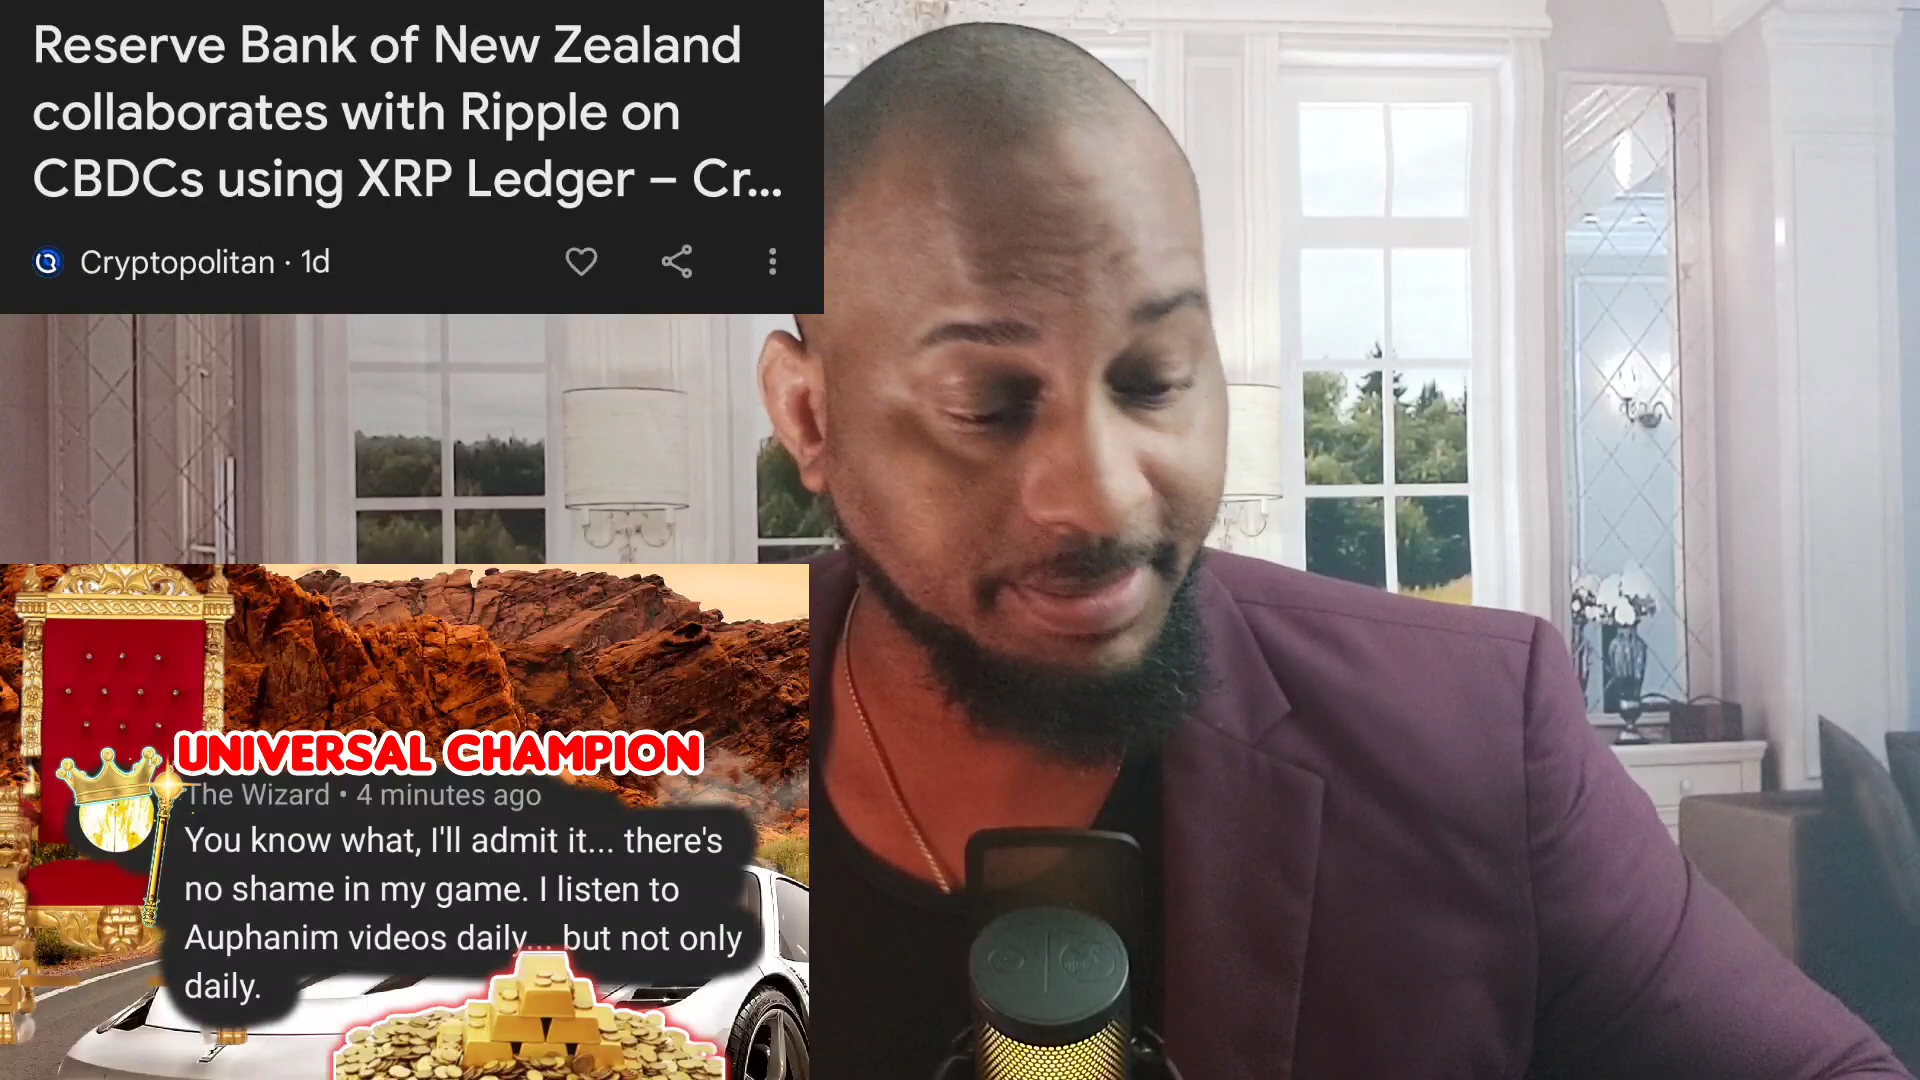 Reserve Bank of New Zealand
collaborates with Ripple on
CBDCs using XRP Ledger – Cr...
Cryptopolitan · 1d
UNIVERSAL CHAMPION
The Wizard • 4 minutes ago
You know what, I'll admit it... there's
no shame in my game. I listen to
Auphanim videos daily... but not only
daily.